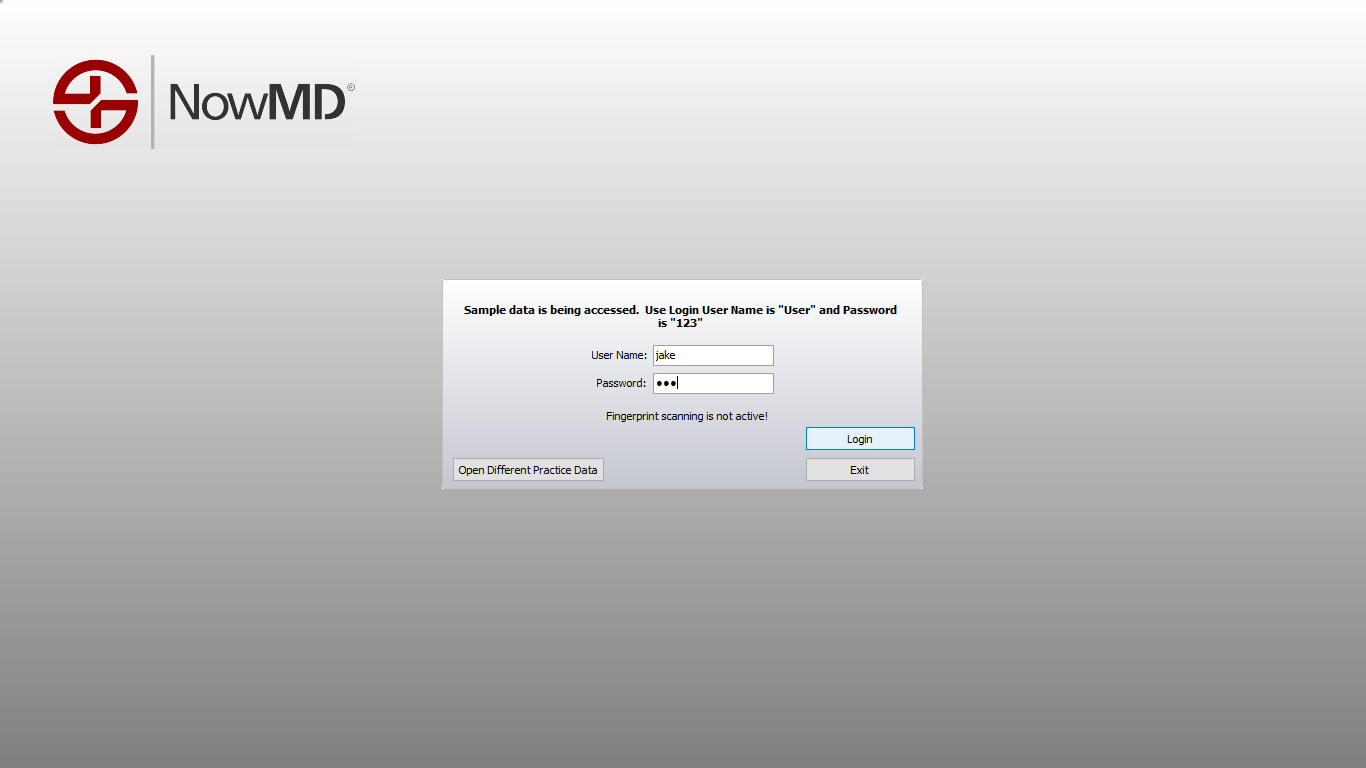 NowMD®
Sample data is being accessed.  Use Login User Name is "User" and Password
is "123"
User Name: jake
Password: ●●●
Fingerprint scanning is not active!
Login
Open Different Practice Data
Exit